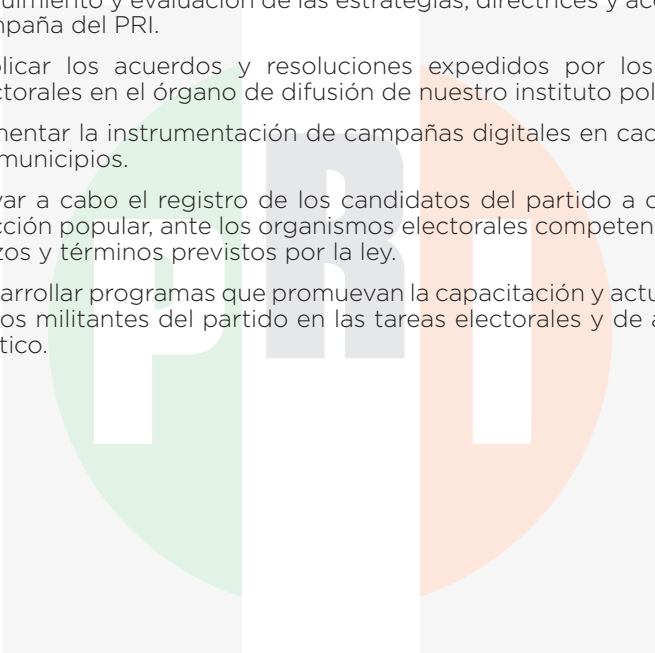 uimiento y evaluación de las estrategias, directrices y acc
mpaña del PRI.
licar los acuerdos y resoluciones expedidos por los
ctorales en el órgano de difusión de nuestro instituto pol
mentar la instrumentación de campañas digitales en cad
municipios.
var a cabo el registro de los candidatos del partido a c
cción popular, ante los organismos electorales competen
zos y términos previstos por la ley.
arrollar programas que promuevan la capacitación y actu
os militantes del partido en las tareas electorales y de a
tico.
PRI